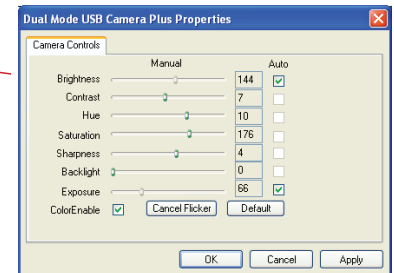 Dual Mode USB Camera Plus Properties
Camera Controls
Manual Auto
Brightness 144
Contrast 7
Hue 10
Saturation 176
Sharpness 4
Backlight 0
Exposure 66
ColorEnable Cancel Flicker Default
OK Cancel Apply